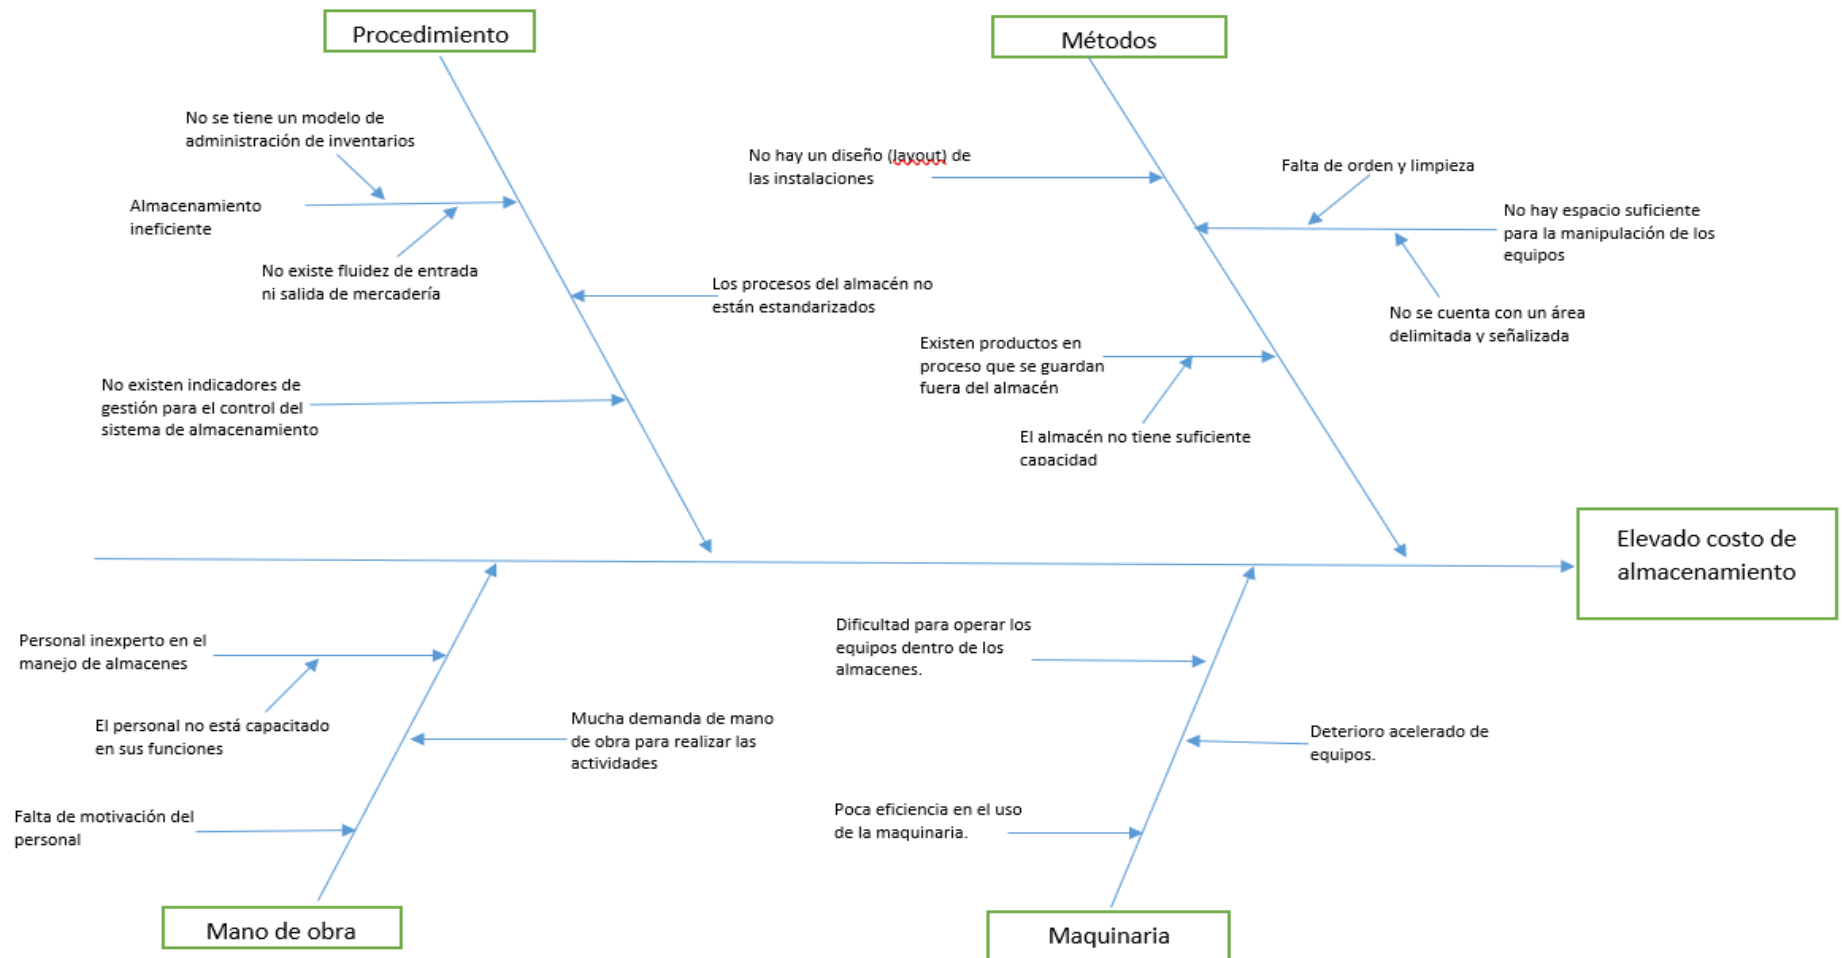 Procedimiento
Métodos
No se tiene un modelo de
administración de inventarios
Almacenamiento
ineficiente
No existe fluidez de entrada
ni salida de mercadería
Los procesos del almacén no
están estandarizados
No existen indicadores de
gestión para el control del
sistema de almacenamiento
No hay un diseño (layout) de
las instalaciones
Falta de orden y limpieza
No hay espacio suficiente
para la manipulación de los
equipos
No se cuenta con un área
delimitada y señalizada
Existen productos en
proceso que se guardan
fuera del almacén
El almacén no tiene suficiente
capacidad
Elevado costo de
almacenamiento
Personal inexperto en el
manejo de almacenes
El personal no está capacitado
en sus funciones
Mucha demanda de mano
de obra para realizar las
actividades
Falta de motivación del
personal
Dificultad para operar los
equipos dentro de los
almacenes.
Deterioro acelerado de
equipos.
Poca eficiencia en el uso
de la maquinaria.
Mano de obra
Maquinaria